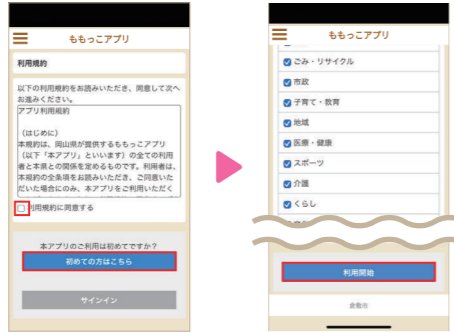 ももっこアプリ
利用規約
以下の利用規約をお読みいただき、同意して次へ
お進みください。
アプリ利用規約
（はじめに）
本規約は、岡山県が提供するももっこアプリ
（以下「本アプリ」といいます）の全ての利用
者と本県との関係を定めるものです。利用者は、
本規約の全条項をお読みいただき、ご同意いた
だいた場合にのみ、本アプリをご利用いただく
利用規約に同意する
本アプリのご利用は初めてですか？
初めての方はこちら
サインイン
ももっこアプリ
ごみ・リサイクル
市政
子育て・教育
地域
医療・健康
スポーツ
介護
くらし
利用開始
倉敷市